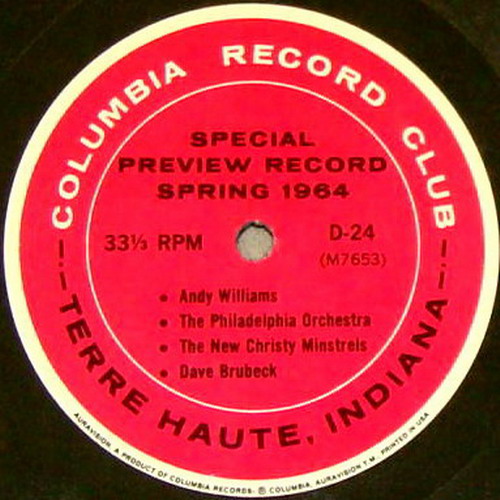 COLUMBIA RECORD CLUB
SPECIAL
PREVIEW RECORD
SPRING 1964
33⅓ RPM
D-24
(M7653)
• Andy Williams
• The Philadelphia Orchestra
• The New Christy Minstrels
• Dave Brubeck
TERRE HAUTE, INDIANA
AURAVISION, A PRODUCT OF COLUMBIA RECORDS- Ⓟ COLUMBIA, AURAVISION T.M. PRINTED IN USA